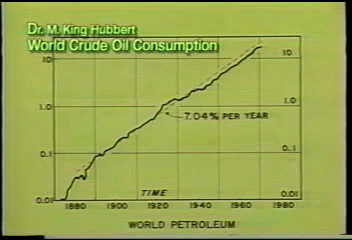 Dr. M. King Hubbert
World Crude Oil Consumption
10 10
1.0 1.0
7.04% PER YEAR
0.1 0.1
TIME
0.01 0.01
1880 1900 1920 1940 1960 1980
WORLD PETROLEUM